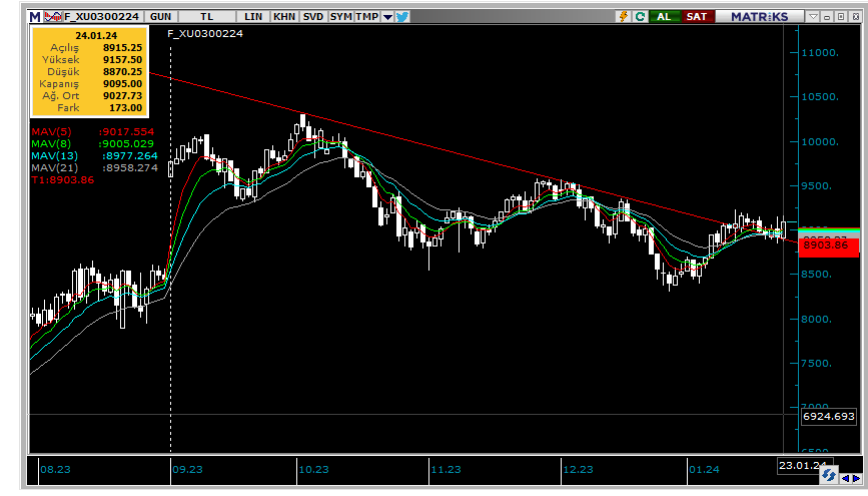 M F_XU0300224 GUN TL LIN KHN SVD SYM TMP AL SAT MATRiKS
F_XU0300224
24.01.24
Açılış 8915.25
Yüksek 9157.50
Düşük 8870.25
Kapanış 9095.00
Ağ. Ort 9027.73
Fark 173.00
MAV(5) :9017.554
MAV(8) :9005.029
MAV(13) :8977.264
MAV(21) :8958.274
T1:8903.86
11000.
10500.
10000.
9500.
8903.86
8500.
8000.
7500.
7000.
6924.693
6500.
08.23 09.23 10.23 11.23 12.23 01.24 23.01.24